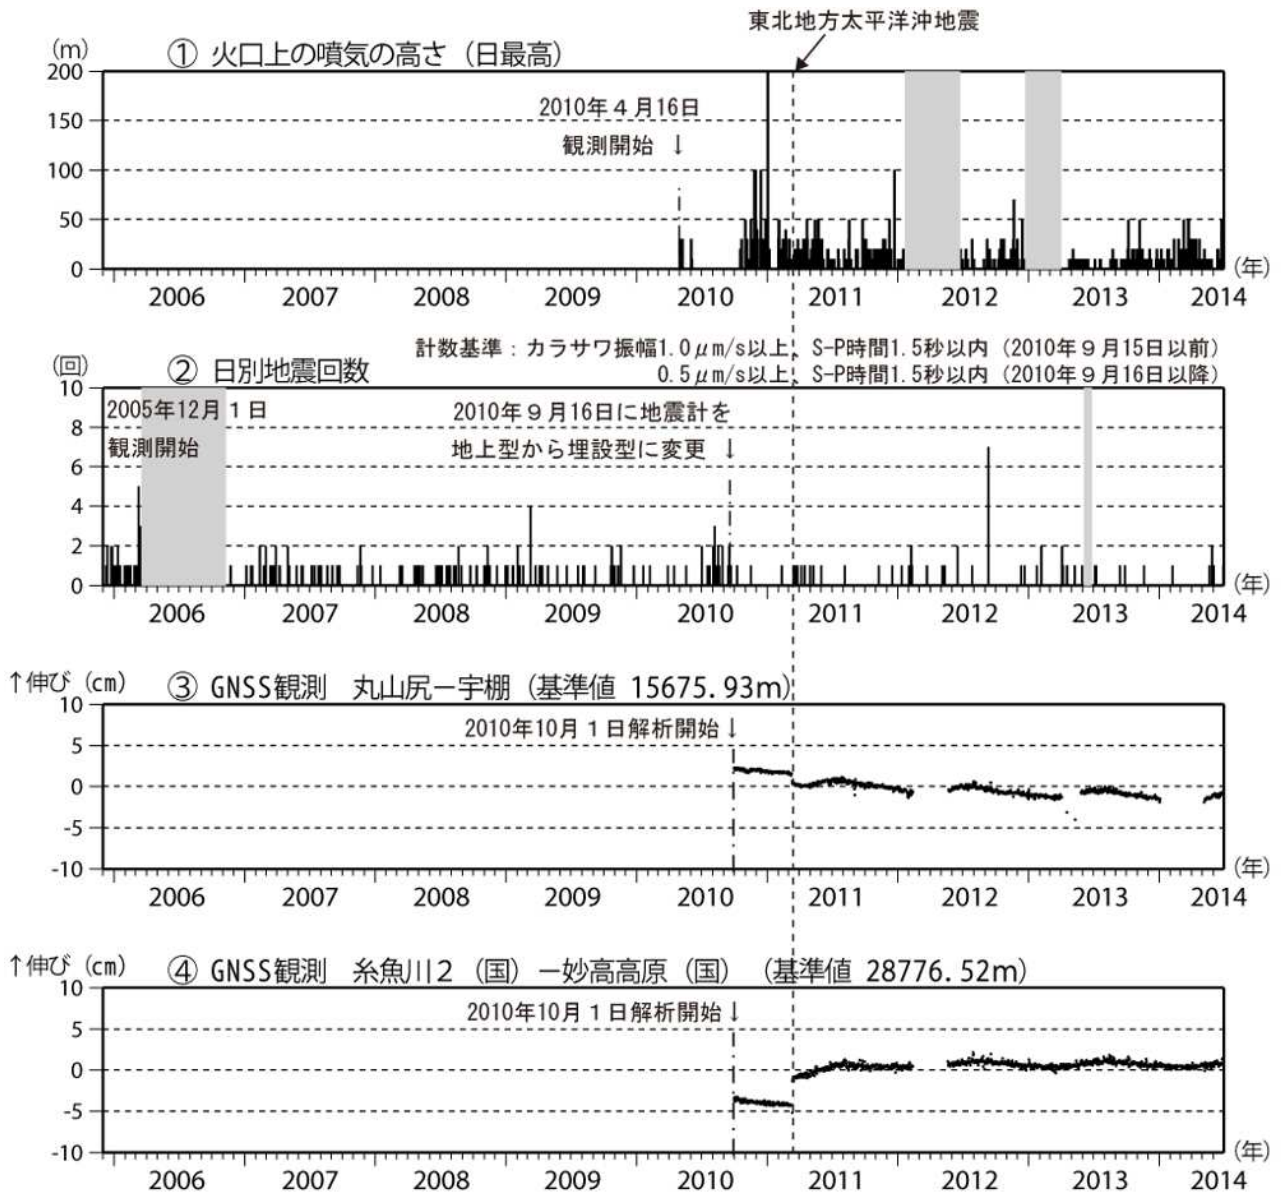 東北地方太平洋沖地震
(m) ① 火口上の噴気の高さ（日最高）
200
2010年４月16日
150
観測開始 ↓
100
50
0
(年)
2006 2007 2008 2009 2010 2011 2012 2013 2014
計数基準：カラサワ振幅1.0μm/s以上、S-P時間1.5秒以内（2010年９月15日以前）
(回) ② 日別地震回数
0.5μm/s以上、S-P時間1.5秒以内（2010年９月16日以降）
10
2005年12月１日 2010年９月16日に地震計を
8
観測開始 地上型から埋設型に変更 ↓
6
4
2
0
(年)
2006 2007 2008 2009 2010 2011 2012 2013 2014
↑伸び（cm） ③ GNSS観測　丸山尻－宇棚（基準値 15675.93m）
10
2010年10月１日解析開始↓
5
0
-5
-10
(年)
2006 2007 2008 2009 2010 2011 2012 2013 2014
↑伸び（cm） ④ GNSS観測　糸魚川２（国）－妙高高原（国）（基準値 28776.52m）
10
2010年10月１日解析開始↓
5
0
-5
-10
(年)
2006 2007 2008 2009 2010 2011 2012 2013 2014